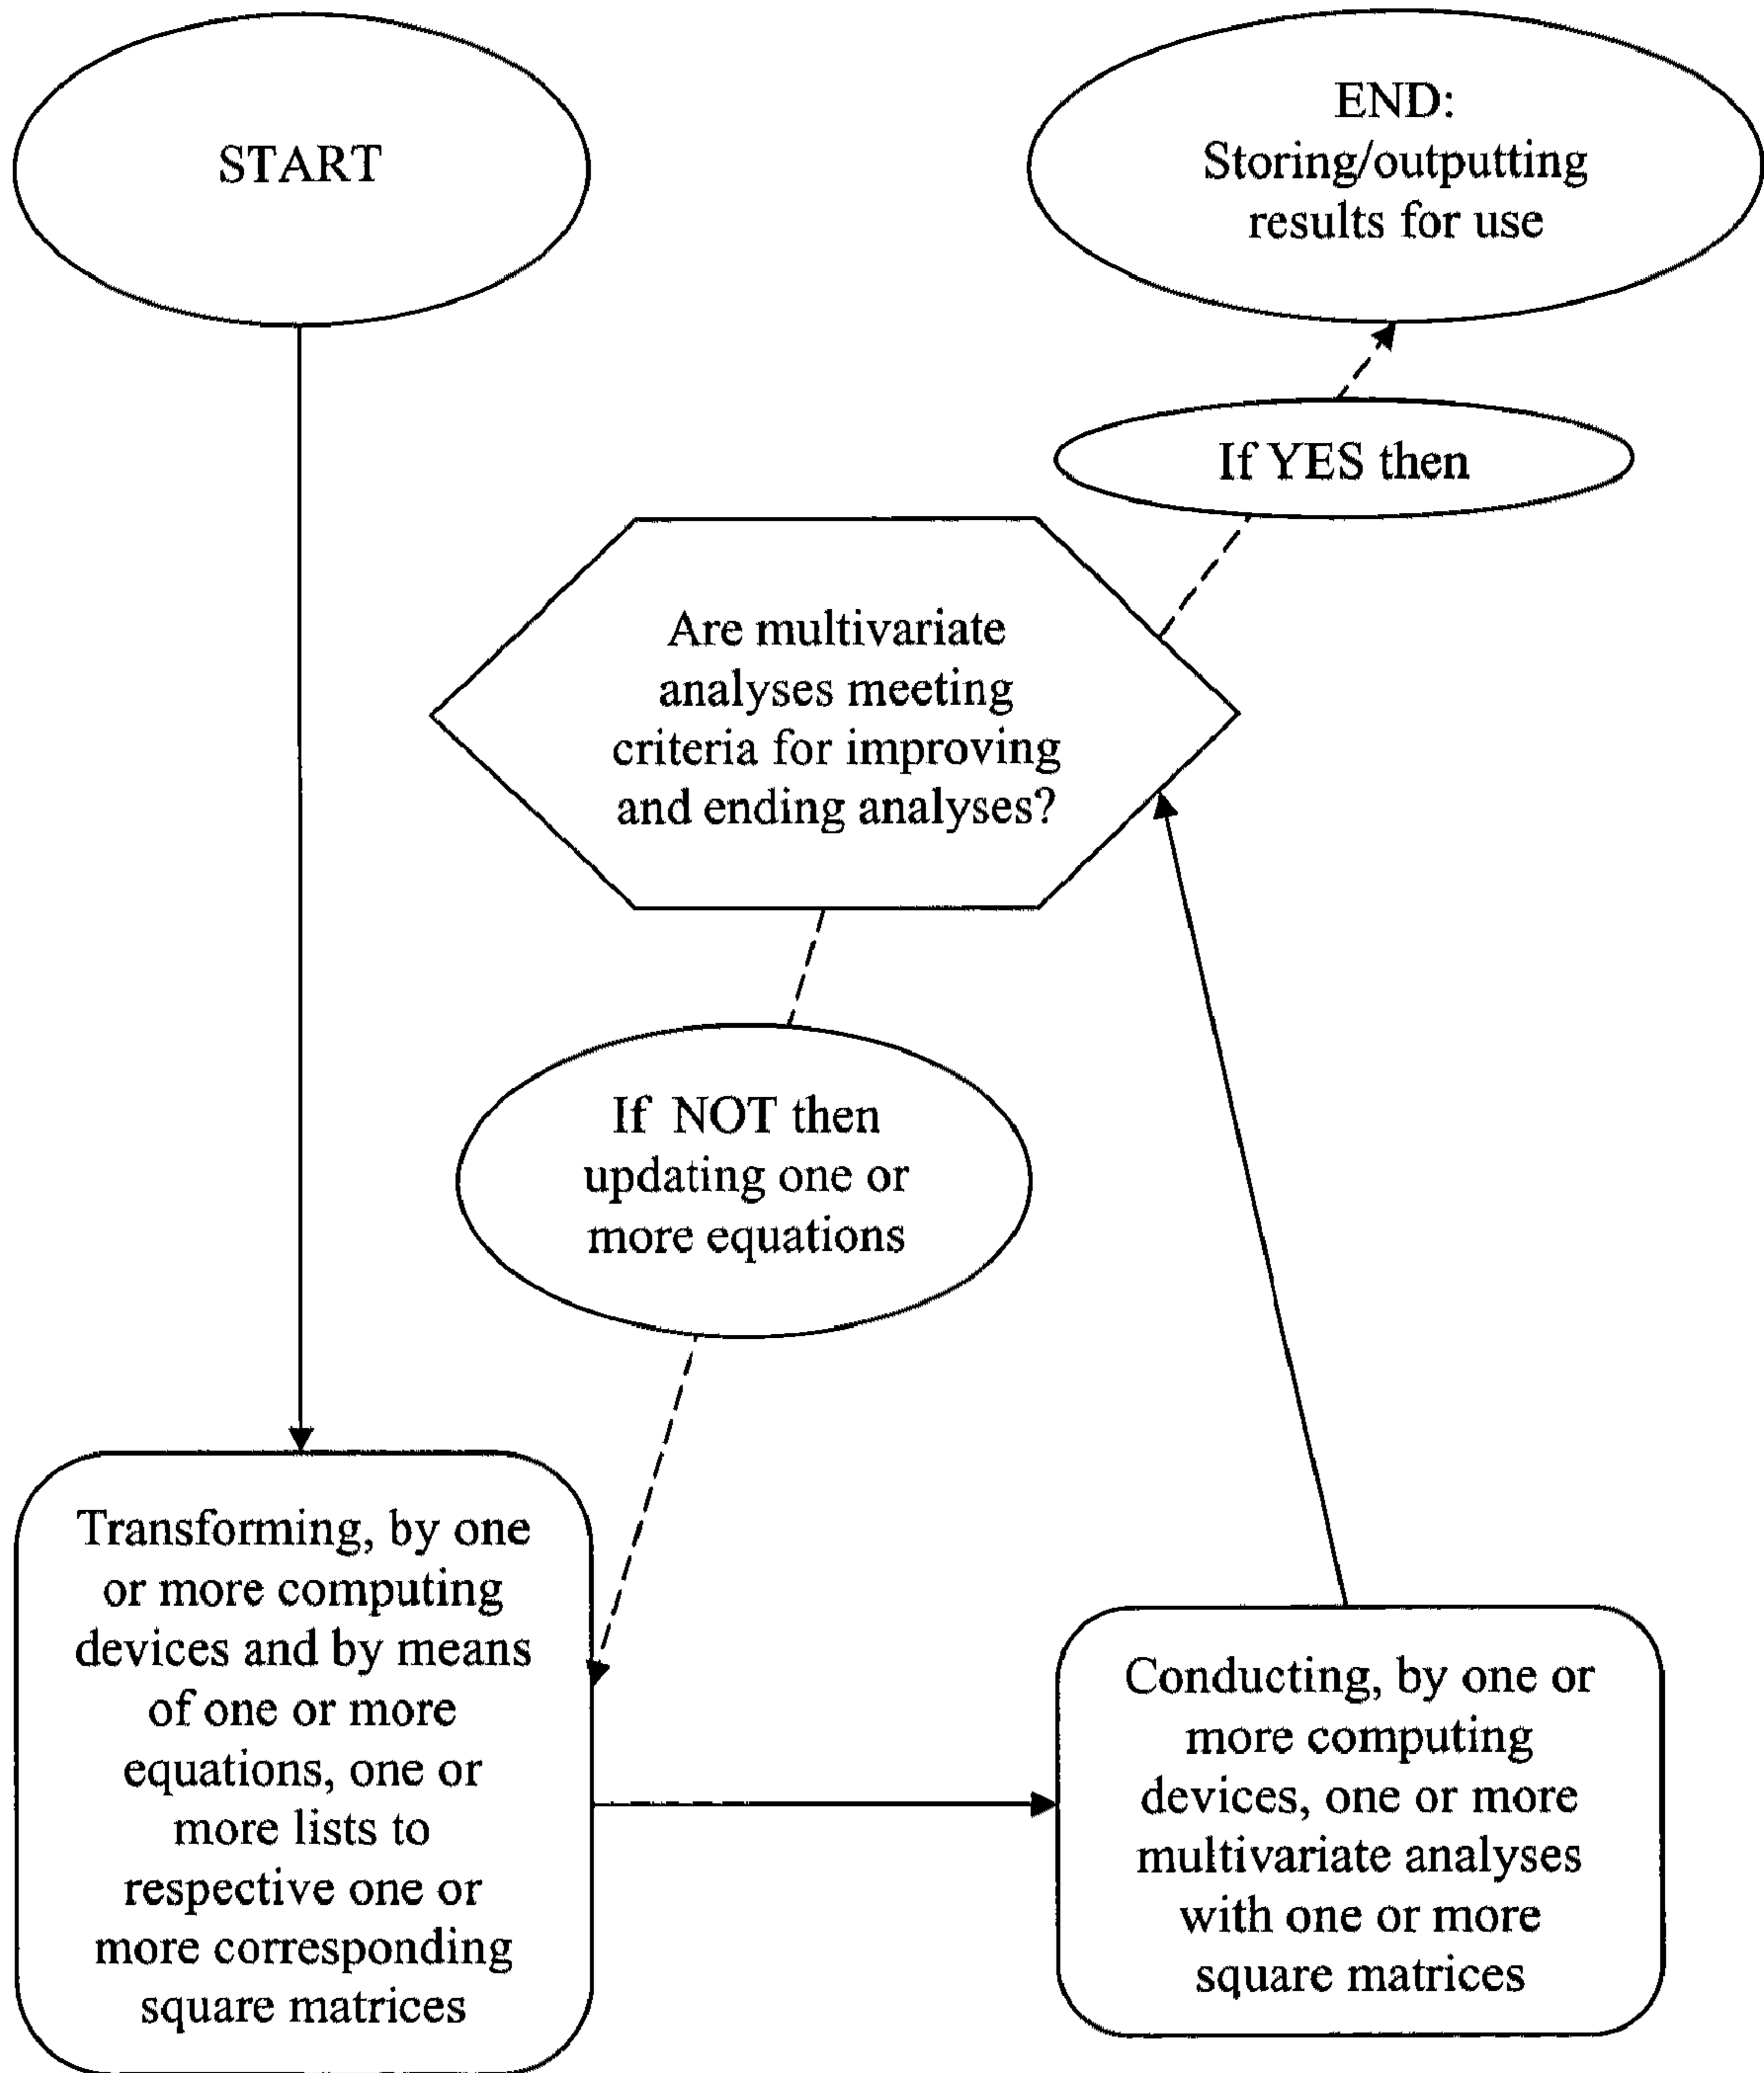 START
END:
Storing/outputting
results for use
If YES then
Are multivariate
analyses meeting
criteria for improving
and ending analyses?
If NOT then
updating one or
more equations
Transforming, by one
or more computing
devices and by means
of one or more
equations, one or
more lists to
respective one or
more corresponding
square matrices
Conducting, by one or
more computing
devices, one or more
multivariate analyses
with one or more
square matrices